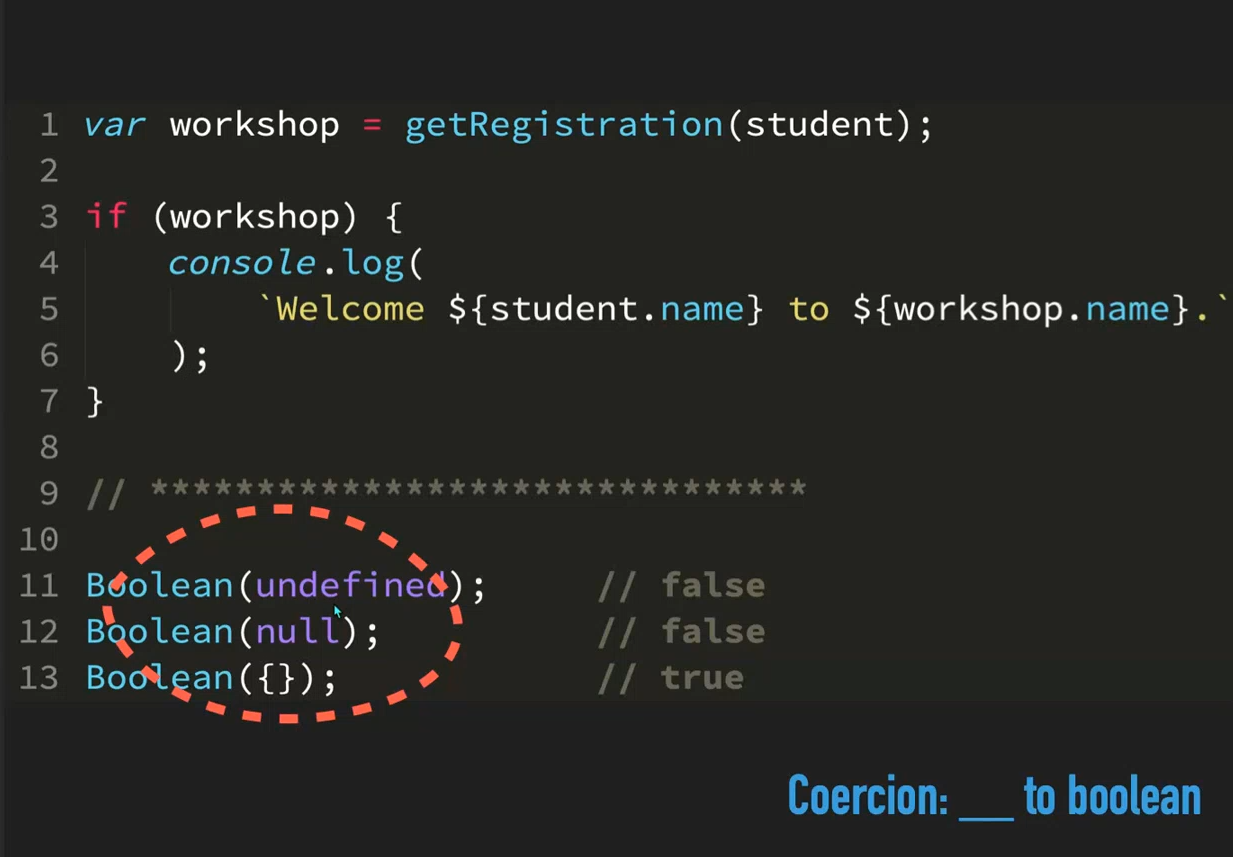 1 var workshop = getRegistration(student);
2
3 if (workshop) {
4 console.log(
5 `Welcome ${student.name} to ${workshop.name}.`
6 );
7 }
8
9 // *******************************
10
11 Boolean(undefined); // false
12 Boolean(null); // false
13 Boolean({}); // true
Coercion: ___ to boolean